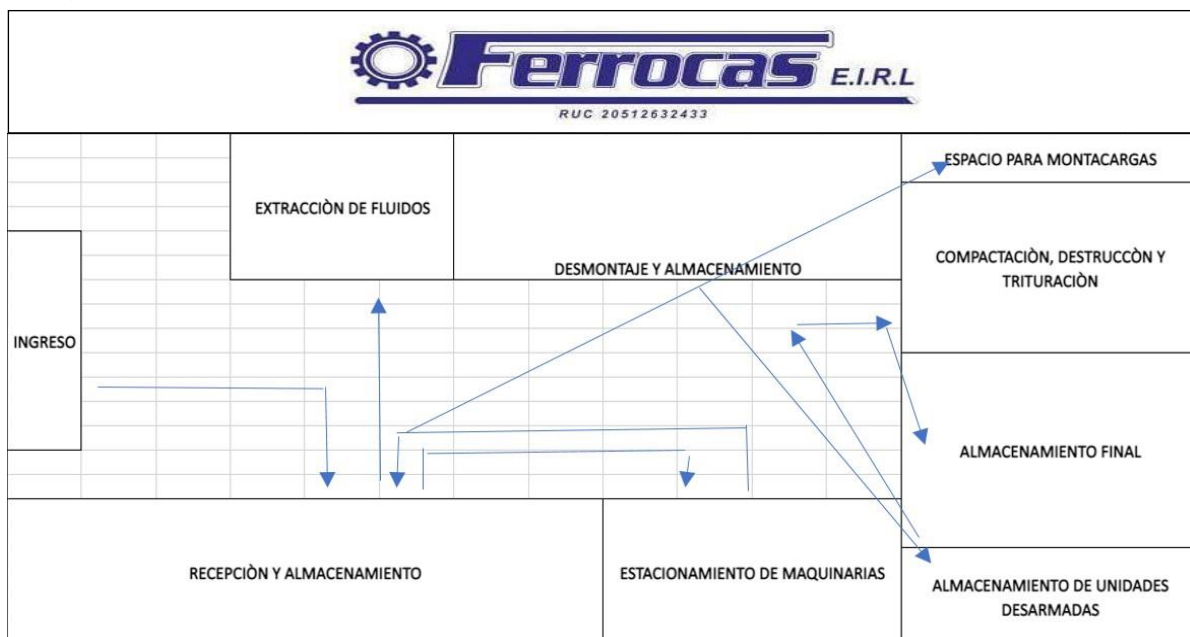 Ferrocas E.I.R.L
RUC 20512632433
ESPACIO PARA MONTACARGAS
EXTRACCIÒN DE FLUIDOS
DESMONTAJE Y ALMACENAMIENTO
COMPACTACIÒN, DESTRUCCÒN Y
TRITURACIÒN
INGRESO
ALMACENAMIENTO FINAL
RECEPCIÒN Y ALMACENAMIENTO
ESTACIONAMIENTO DE MAQUINARIAS
ALMACENAMIENTO DE UNIDADES
DESARMADAS